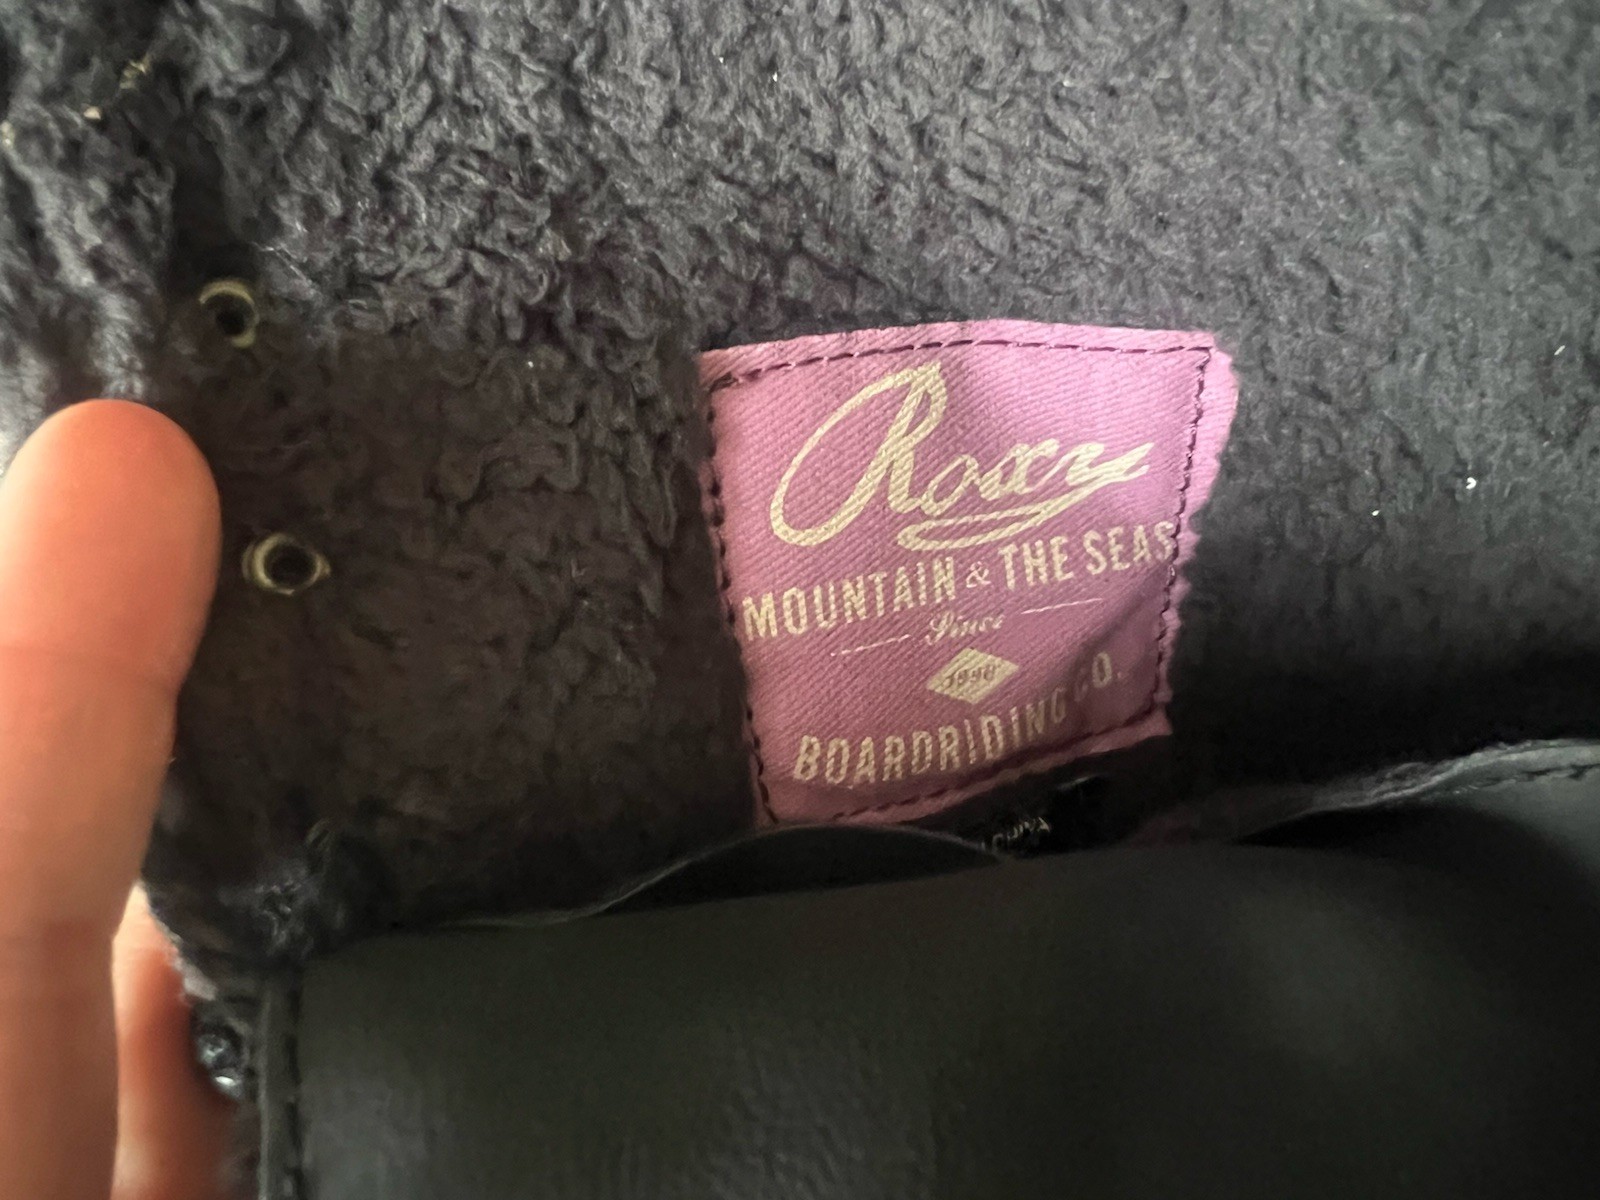 Roxy
MOUNTAIN & THE SEAS
Since
1990
BOARDRIDING CO.